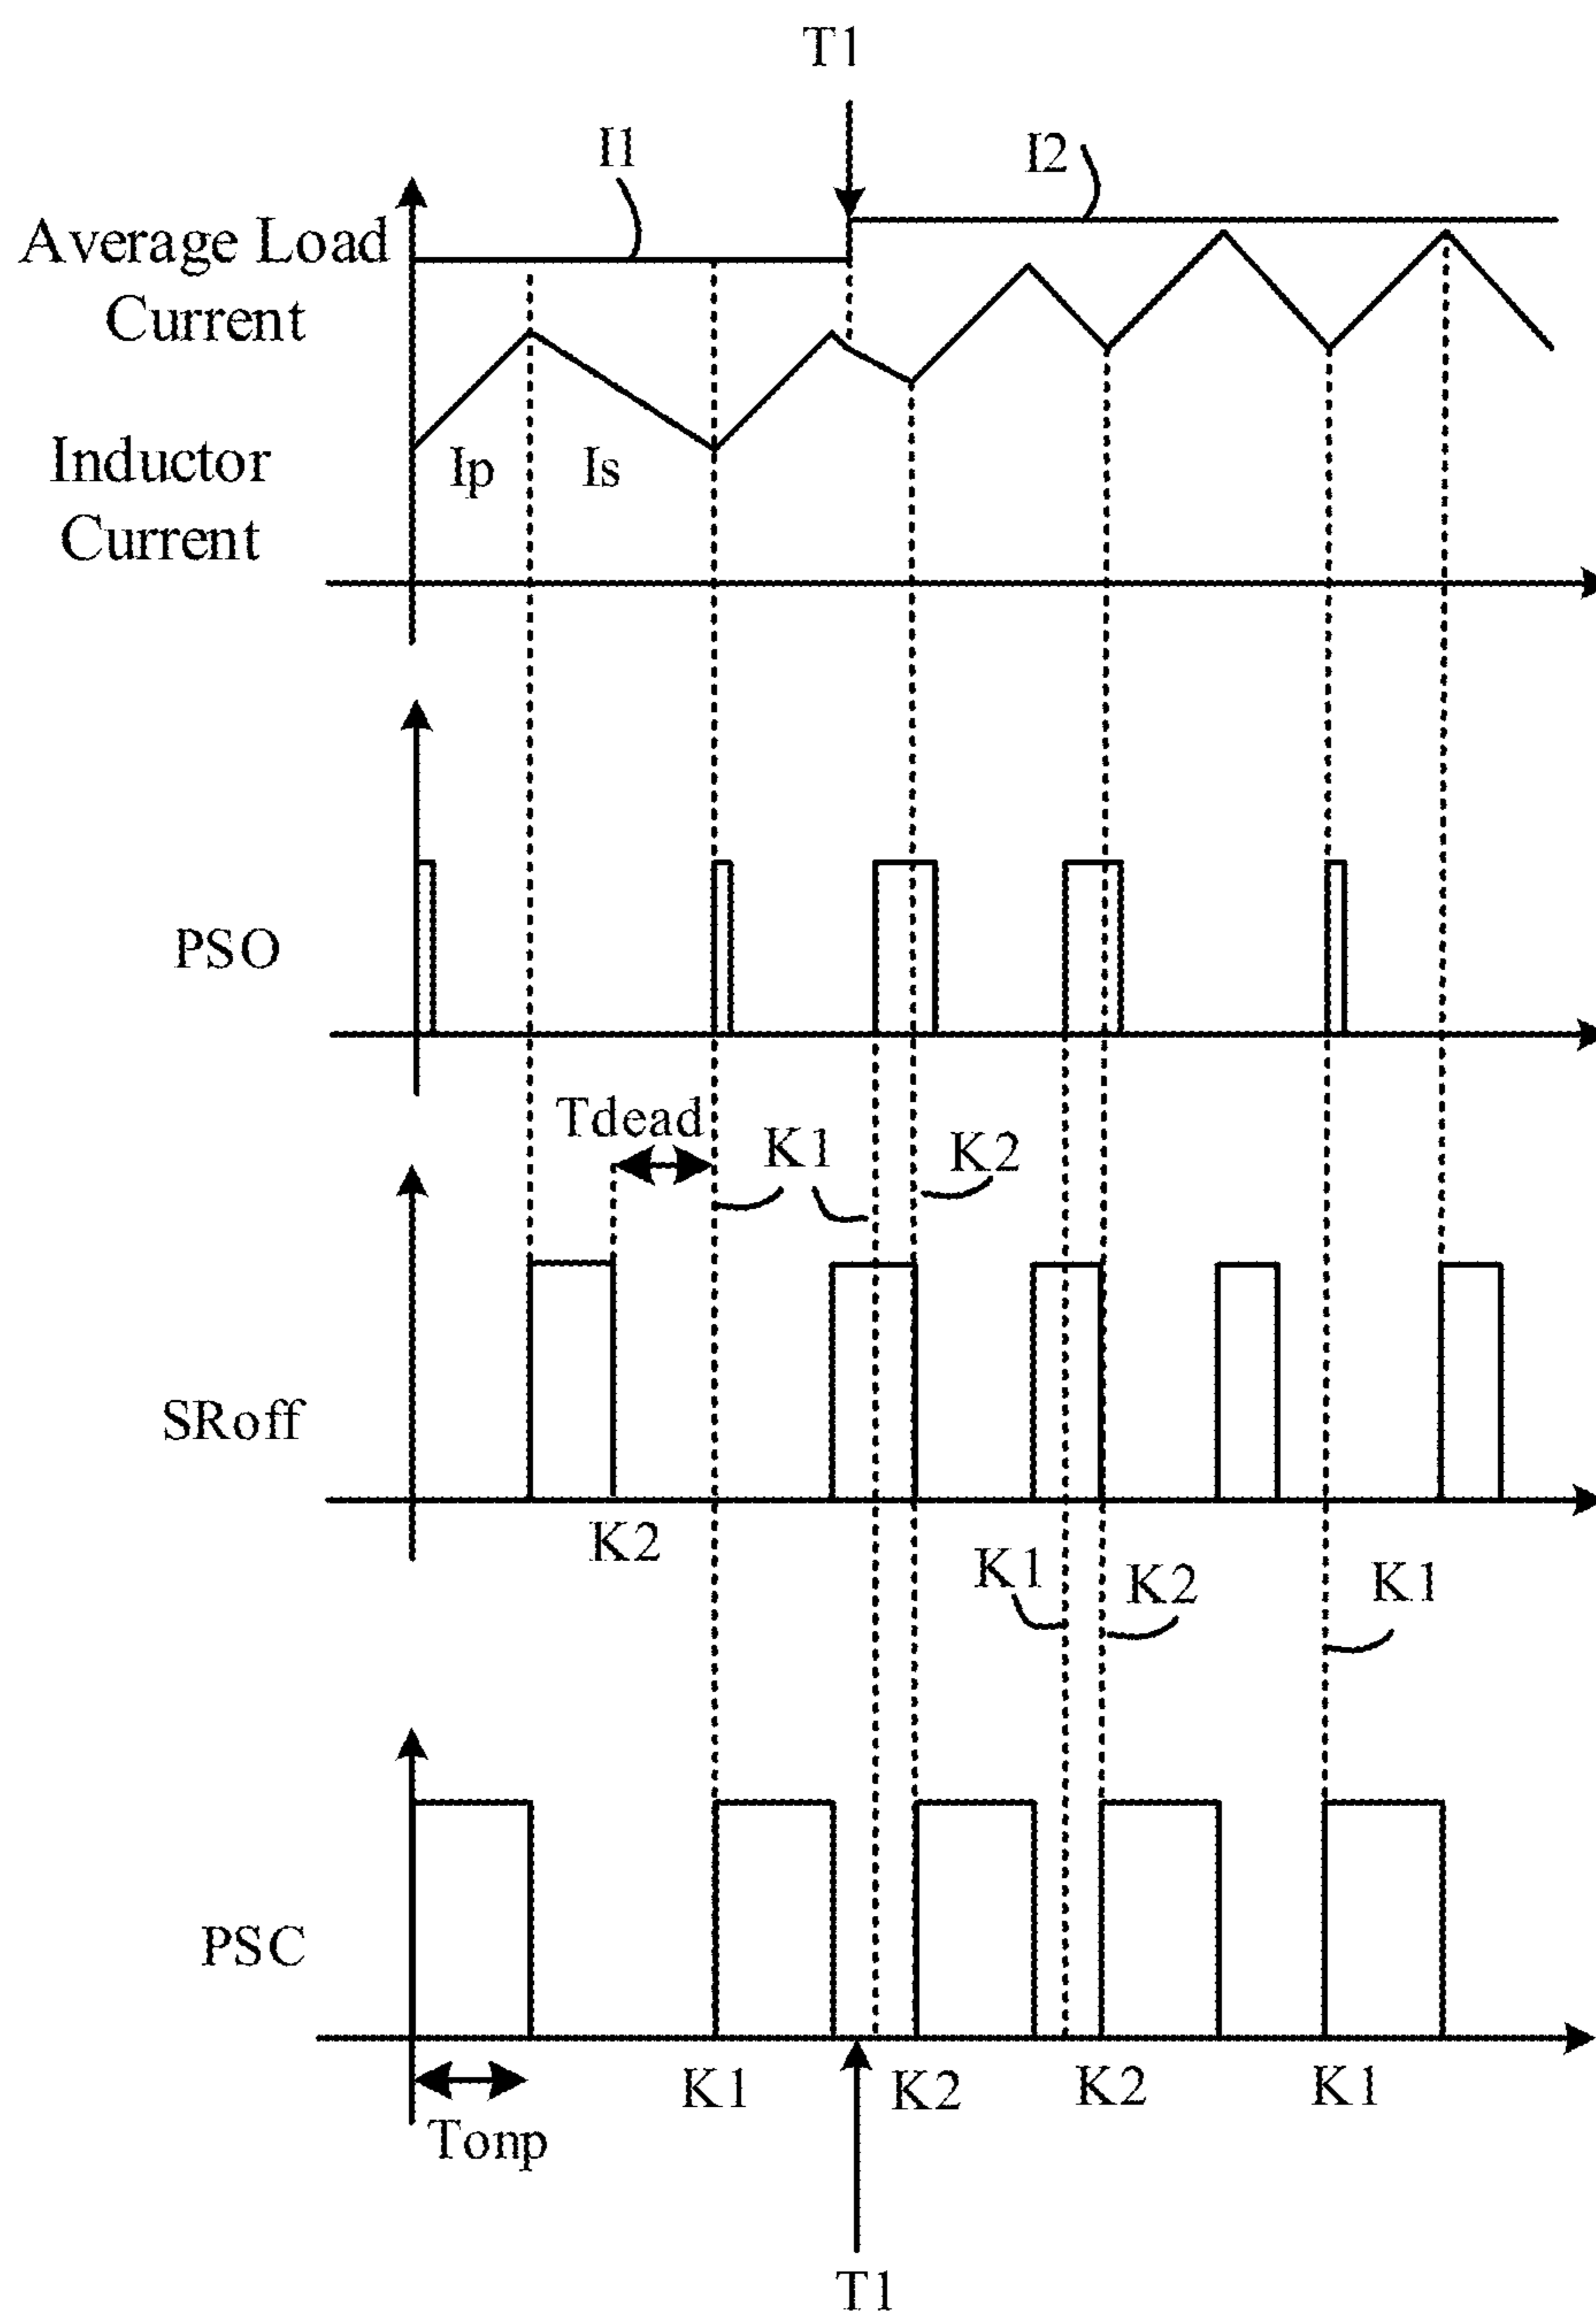 T1
I1
I2
Average Load
Current
Ip
Is
Inductor
Current
PSO
Tdead
K1
K2
SRoff
K2
K1
K2
K1
PSC
K1
K2
K2
K1
Tonp
T1